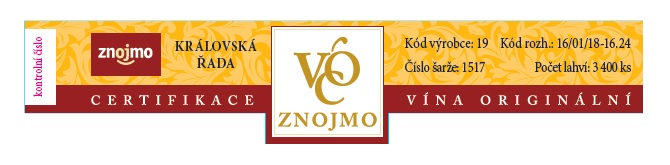 kontrolní číslo
znojmo
KRÁLOVSKÁ
ŘADA
VOC
ZNOJMO
Kód výrobce: 19 Kód rozh.: 16/01/18-16.24
Číslo šarže: 1517 Počet lahví: 3 400 ks
CERTIFIKACE VÍNA ORIGINÁLNÍ